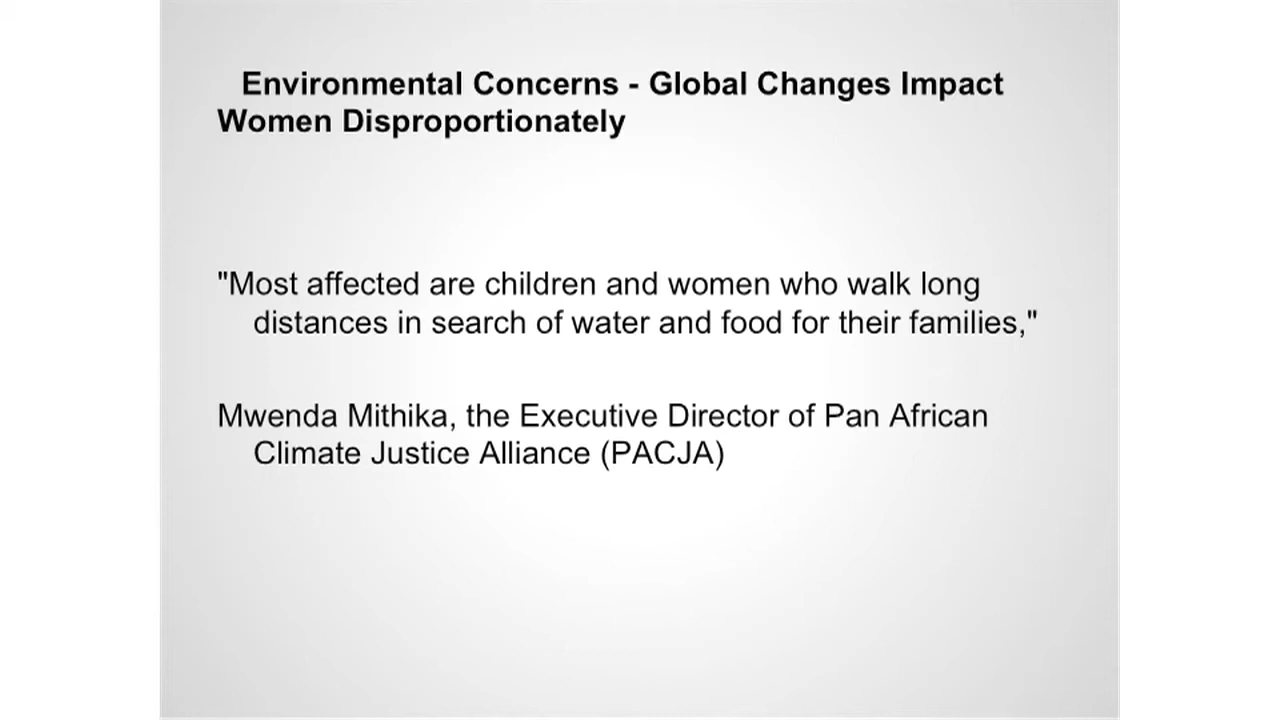 Environmental Concerns - Global Changes Impact
Women Disproportionately
"Most affected are children and women who walk long
distances in search of water and food for their families,"
Mwenda Mithika, the Executive Director of Pan African
Climate Justice Alliance (PACJA)